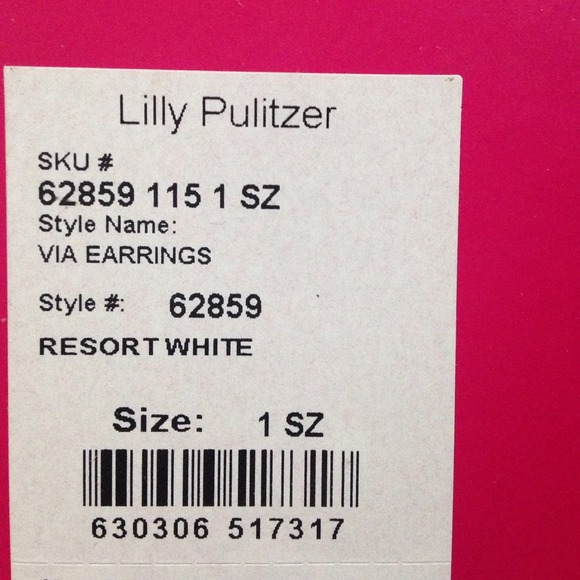 Lilly Pulitzer
SKU #
62859 115 1 SZ
Style Name:
VIA EARRINGS
Style #: 62859
RESORT WHITE
Size: 1 SZ
630306 517317